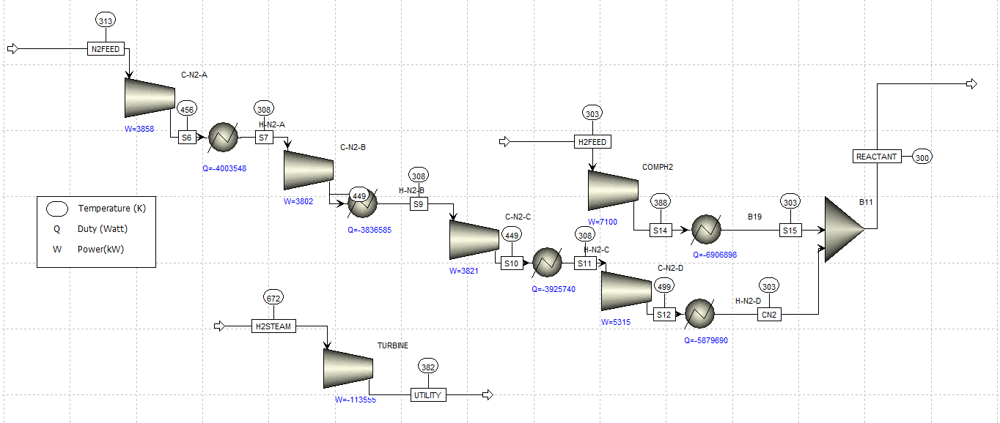 313
N2FEED
C-N2-A
W=3858
456
S6
Q=-4003548
308
H-N2-A
S7
C-N2-B
W=3802
449
Q=-3836585
308
H-N2-B
S9
C-N2-C
W=3821
449
S10
Q=-3925740
308
H-N2-C
S11
C-N2-D
W=5315
499
S12
Q=-5879690
H-N2-D
303
CN2
303
H2FEED
COMPH2
W=7100
388
S14
Q=-6906898
B19
303
S15
B11
REACTANT
300
Temperature (K)
Q Duty (Watt)
W Power(kW)
672
H2STEAM
TURBINE
W=-113555
382
UTILITY